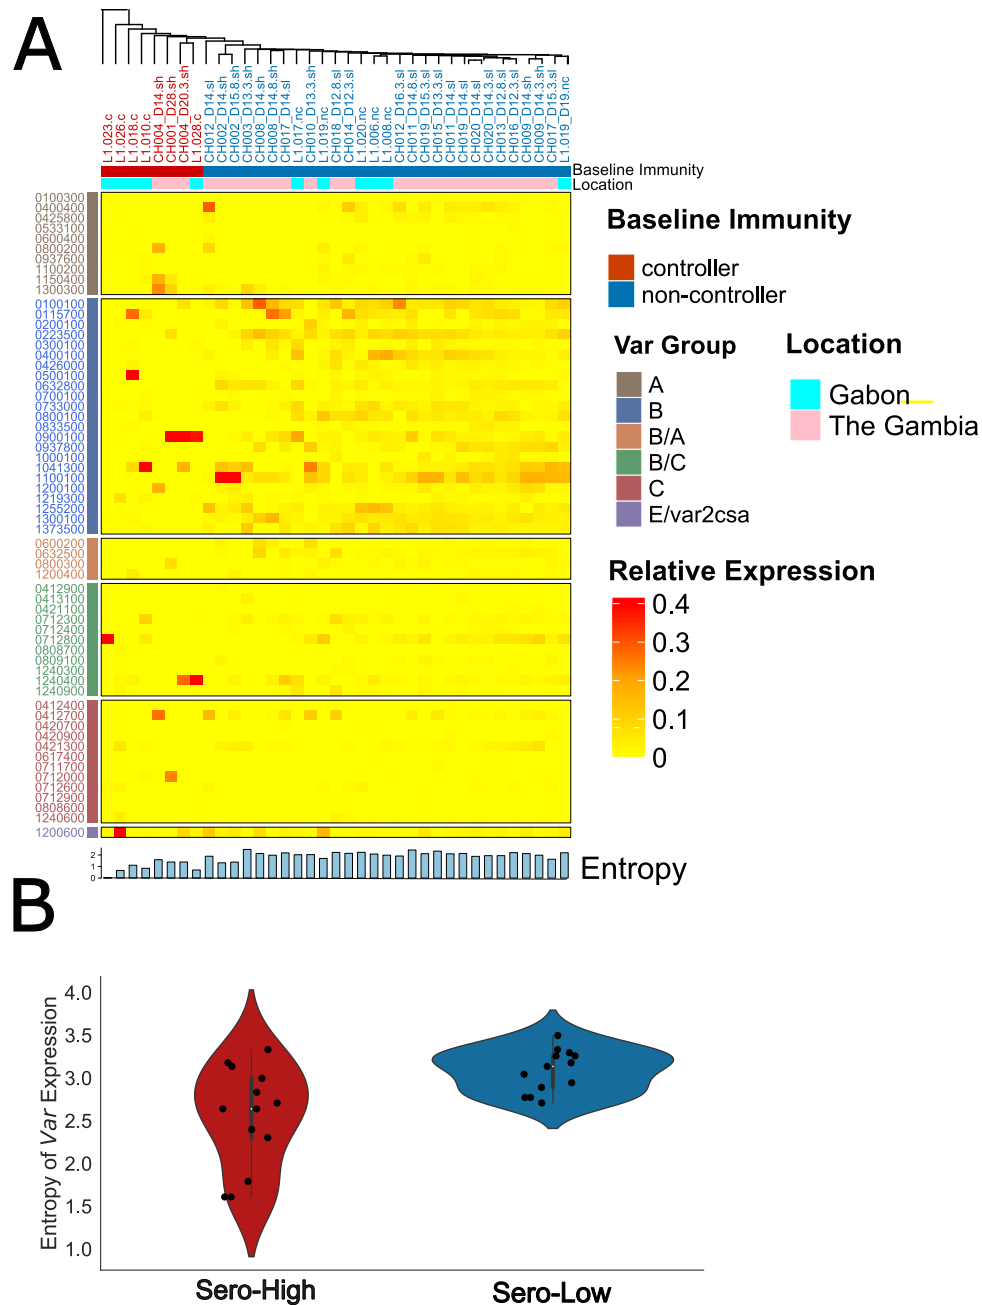 A
L1.023.c
L1.026.c
L1.018.c
L1.010.c
CH004_D14.sh
CH001_D28.sh
CH004_D20.3.sh
L1.028.c
CH012_D14.sl
CH002_D14.sh
CH002_D15.8.sh
CH003_D13.3.sh
CH008_D14.sh
CH008_D14.8.sh
CH017_D14.sl
L1.017.nc
CH010_D13.3.sh
L1.019.nc
CH018_D12.8.sl
CH014_D12.3.sl
L1.020.nc
L1.006.nc
L1.008.nc
CH012_D16.3.sl
CH011_D14.8.sl
CH019_D15.3.sl
CH015_D13.3.sl
CH011_D14.sl
CH019_D14.sl
CH020_D14.sl
CH020_D14.3.sl
CH013_D12.8.sl
CH016_D12.3.sl
CH009_D14.sh
CH009_D14.3.sh
CH017_D15.3.sl
L1.019_D19.nc
Baseline Immunity
Location
0100300
0400400
0425800
0533100
0600400
0800200
0937600
1100200
1150400
1300300
0100100
0115700
0200100
0223500
0300100
0400100
0426000
0500100
0632800
0700100
0733000
0800100
0833500
0900100
0937800
1000100
1041300
1100100
1200100
1219300
1255200
1300100
1373500
0600200
0632500
0800300
1200400
0412900
0413100
0421100
0712300
0712400
0712800
0808700
0809100
1240300
1240400
1240900
0412400
0412700
0420700
0420900
0421300
0617400
0711700
0712000
0712600
0712900
0808600
1240600
1200600
Baseline Immunity
controller
non-controller
Var Group
A
B
B/A
B/C
C
E/var2csa
Location
Gabon
The Gambia
Relative Expression
0.4
0.3
0.2
0.1
0
2
1
0
Entropy
B
Entropy of Var Expression
4.0
3.5
3.0
2.5
2.0
1.5
1.0
Sero-High
Sero-Low